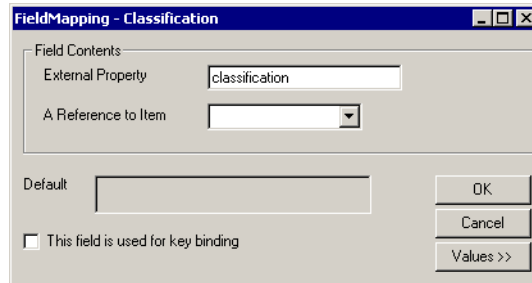 FieldMapping - Classification
Field Contents
External Property
classification
A Reference to Item
Default
OK
Cancel
This field is used for key binding
Values >>